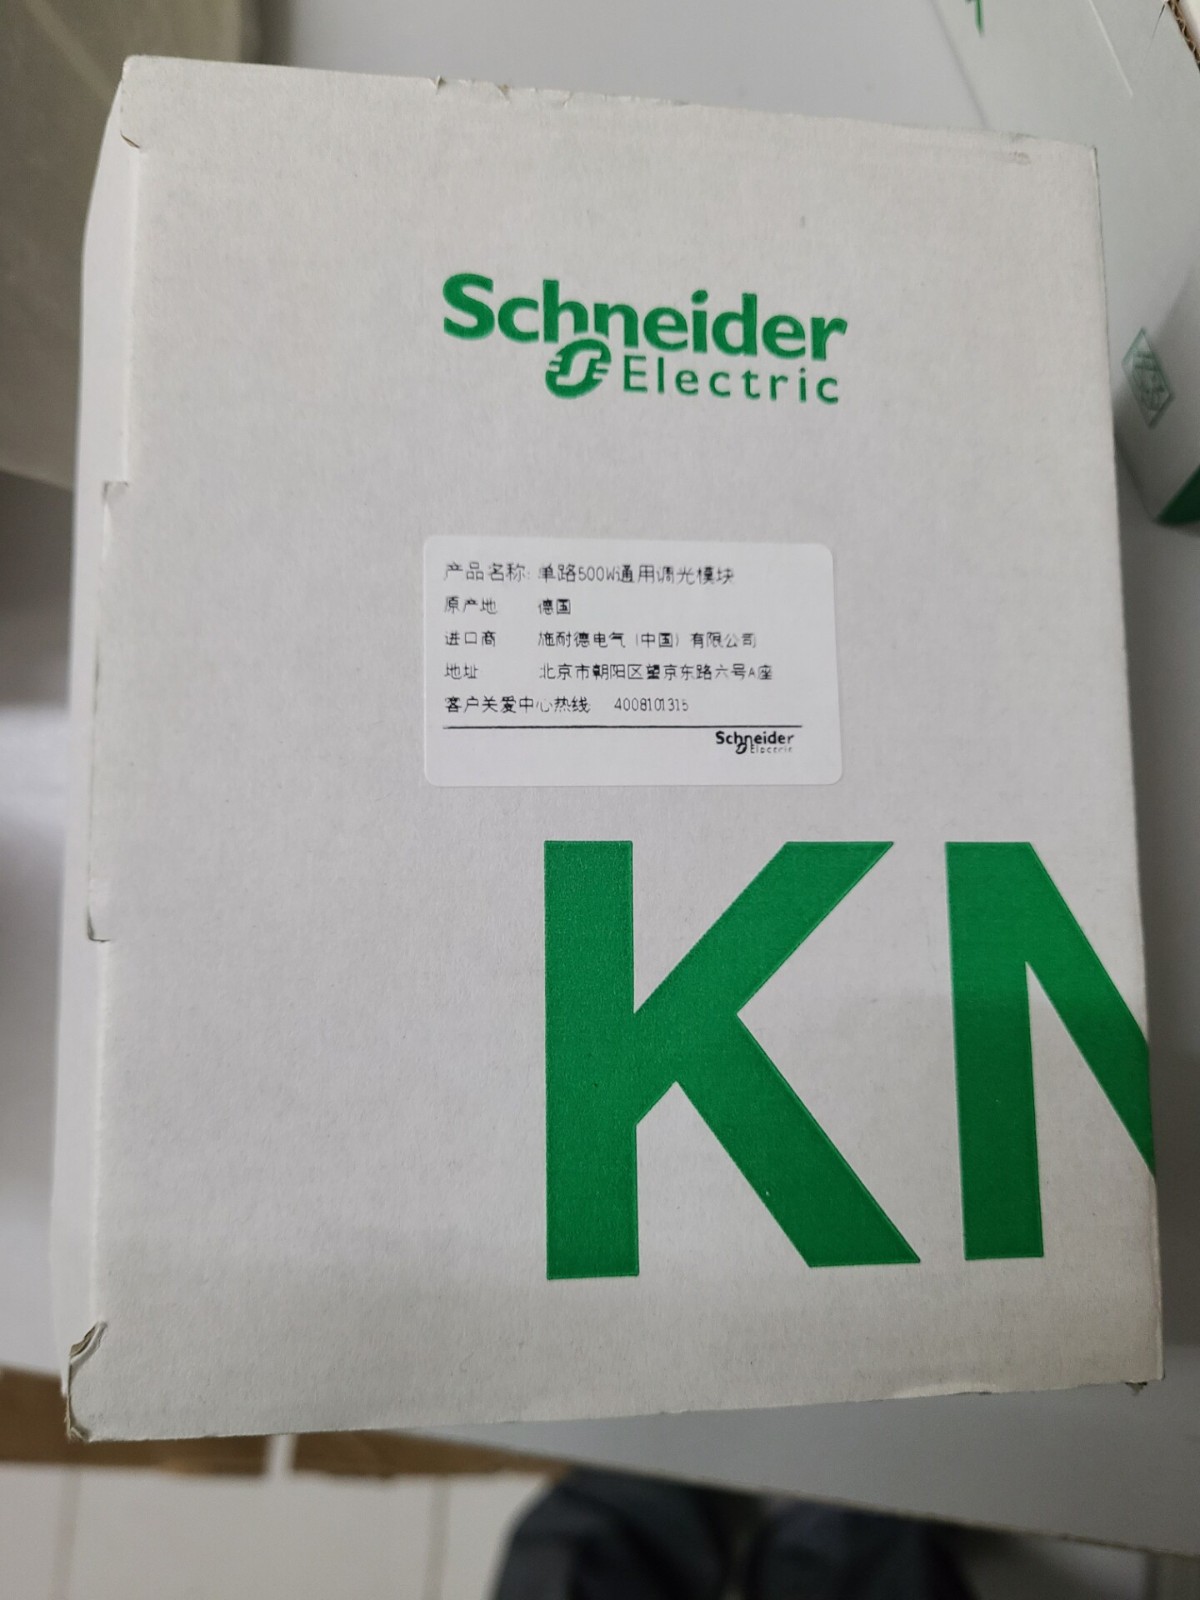 Schneider
Electric
产品名称: 单路500W通用调光模块
原产地 德国
进口商 施耐德电气 (中国) 有限公司
地址 北京市朝阳区望京东路六号A座
客户关爱中心热线: 4008101315
Schneider
Electric
KN